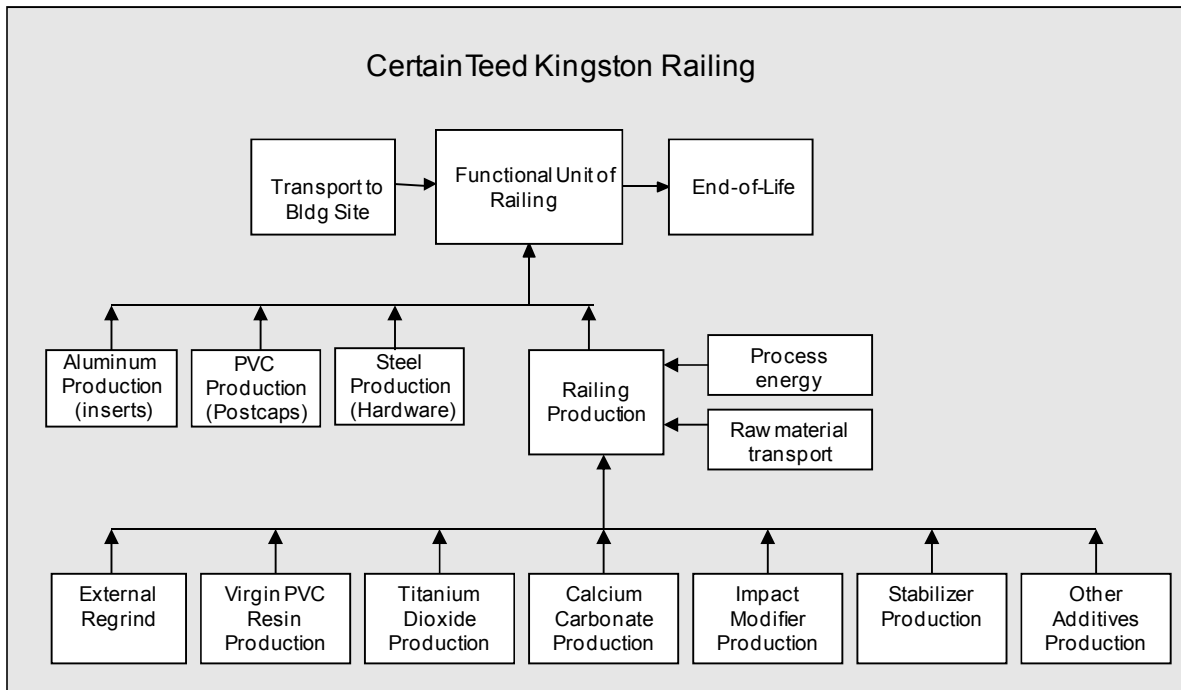 CertainTeed Kingston Railing
Transport to
Bldg Site
Functional Unit of
Railing
End-of-Life
Aluminum
Production
(inserts)
PVC
Production
(Postcaps)
Steel
Production
(Hardware)
Railing
Production
Process
energy
Raw material
transport
External
Regrind
Virgin PVC
Resin
Production
Titanium
Dioxide
Production
Calcium
Carbonate
Production
Impact
Modifier
Production
Stabilizer
Production
Other
Additives
Production